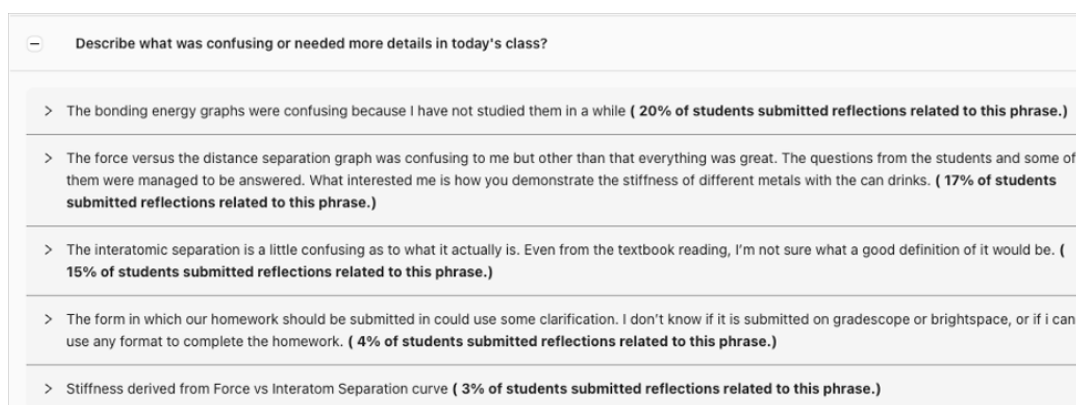 Describe what was confusing or needed more details in today's class?
The bonding energy graphs were confusing because I have not studied them in a while ( 20% of students submitted reflections related to this phrase.)
The force versus the distance separation graph was confusing to me but other than that everything was great. The questions from the students and some of
them were managed to be answered. What interested me is how you demonstrate the stiffness of different metals with the can drinks. ( 17% of students
submitted reflections related to this phrase.)
The interatomic separation is a little confusing as to what it actually is. Even from the textbook reading, I'm not sure what a good definition of it would be. (
15% of students submitted reflections related to this phrase.)
The form in which our homework should be submitted in could use some clarification. I don't know if it is submitted on gradescope or brightspace, or if i can
use any format to complete the homework. ( 4% of students submitted reflections related to this phrase.)
Stiffness derived from Force vs Interatom Separation curve ( 3% of students submitted reflections related to this phrase.)